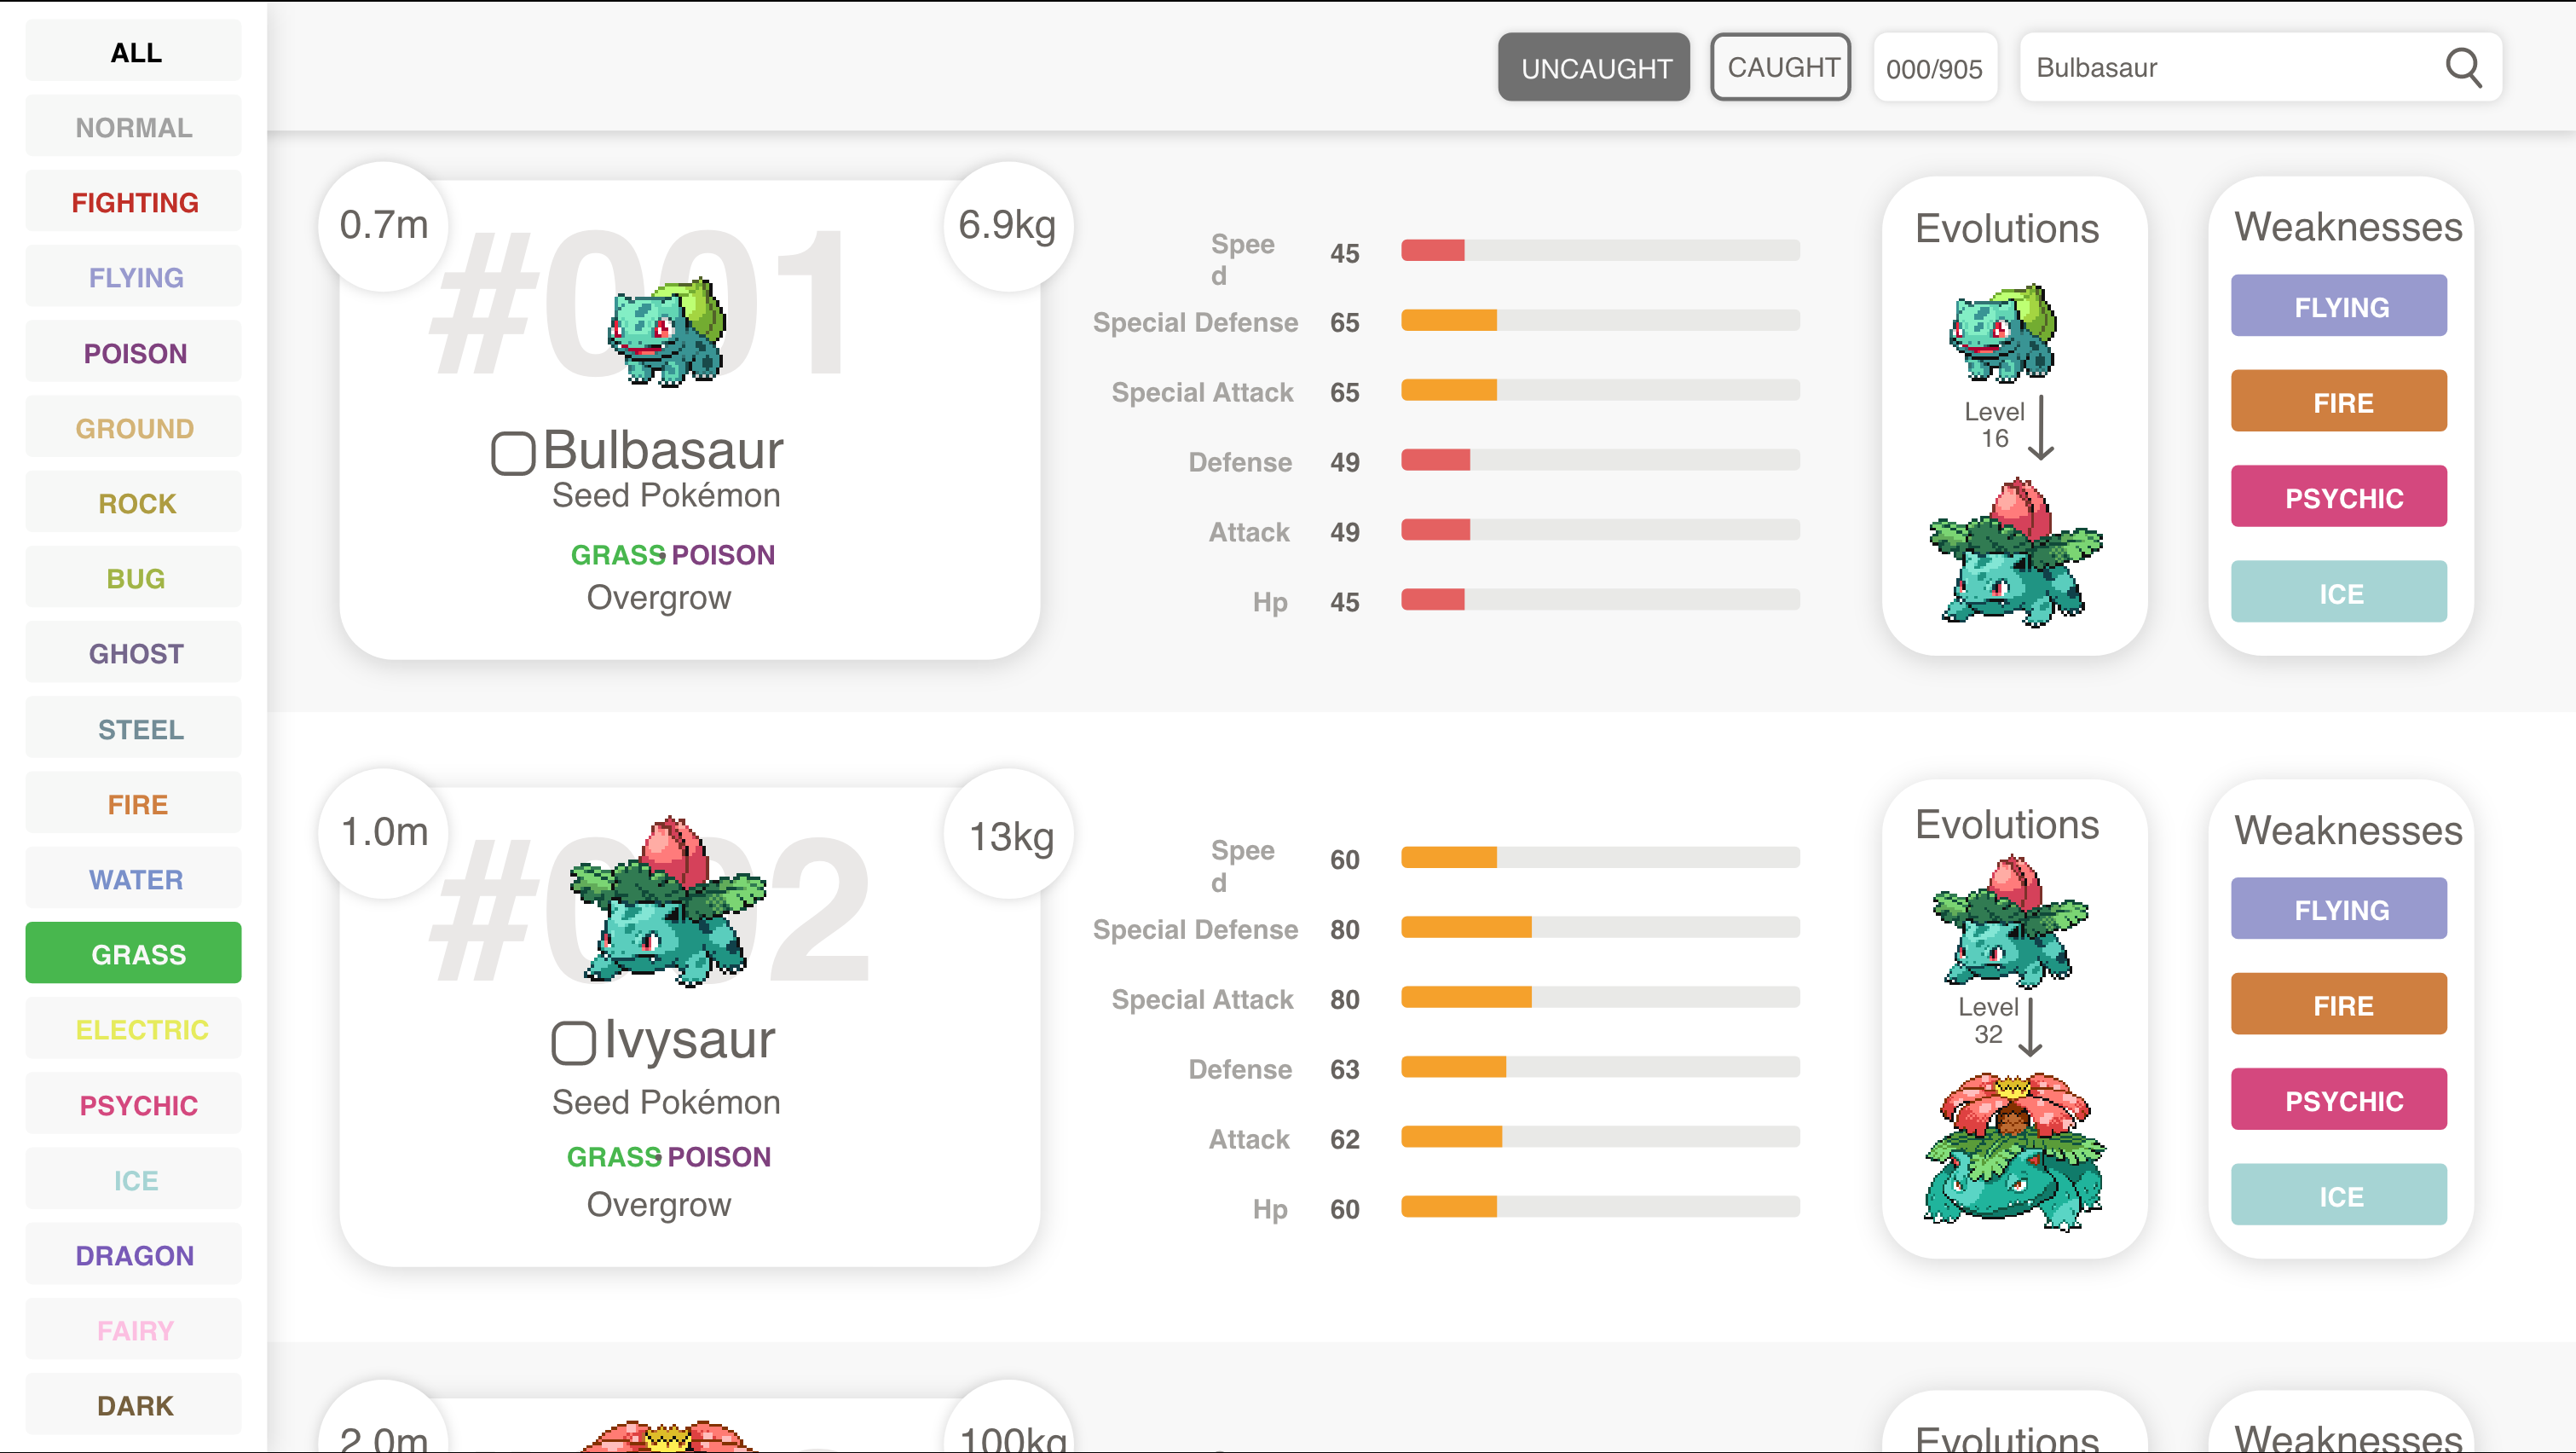 ALL
NORMAL
FIGHTING
FLYING
POISON
GROUND
ROCK
BUG
GHOST
STEEL
FIRE
WATER
GRASS
ELECTRIC
PSYCHIC
ICE
DRAGON
FAIRY
DARK
UNCAUGHT
CAUGHT
000/905
Bulbasaur
0.7m
6.9kg
#001
Bulbasaur
Seed Pokémon
GRASS•POISON
Overgrow
Spee
d
45
Special Defense 65
Special Attack 65
Defense 49
Attack 49
Hp 45
Evolutions
Level
16
Weaknesses
FLYING
FIRE
PSYCHIC
ICE
1.0m
13kg
#002
Ivysaur
Seed Pokémon
GRASS•POISON
Overgrow
Spee
d
60
Special Defense 80
Special Attack 80
Defense 63
Attack 62
Hp 60
Evolutions
Level
32
Weaknesses
FLYING
FIRE
PSYCHIC
ICE
2.0m
100kg
Evolutions
Weaknesses